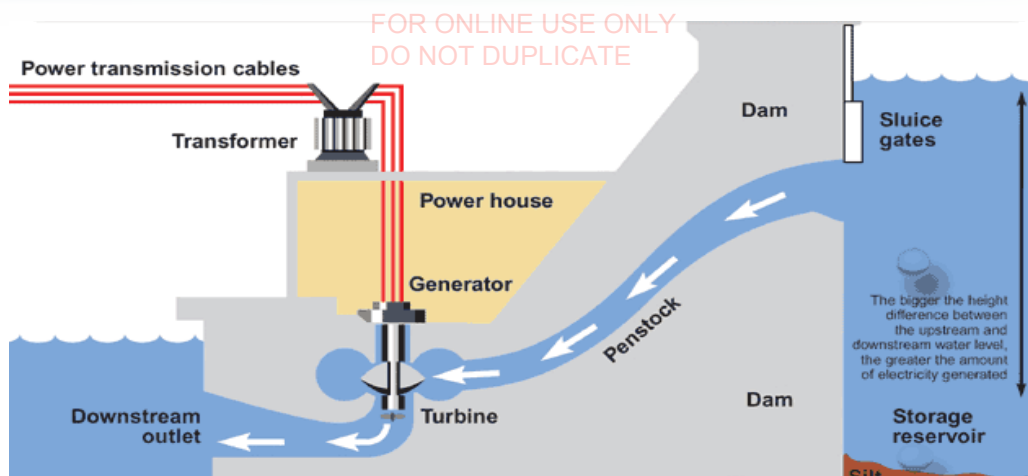 FOR ONLINE USE ONLY
DO NOT DUPLICATE
Power transmission cables
Transformer
Dam
Sluice
gates
Power house
Generator
The bigger the height
difference between
the upstream and
downstream water level,
the greater the amount
of electricity generated
Penstock
Downstream
outlet
Turbine
Dam
Storage
reservoir
Silt